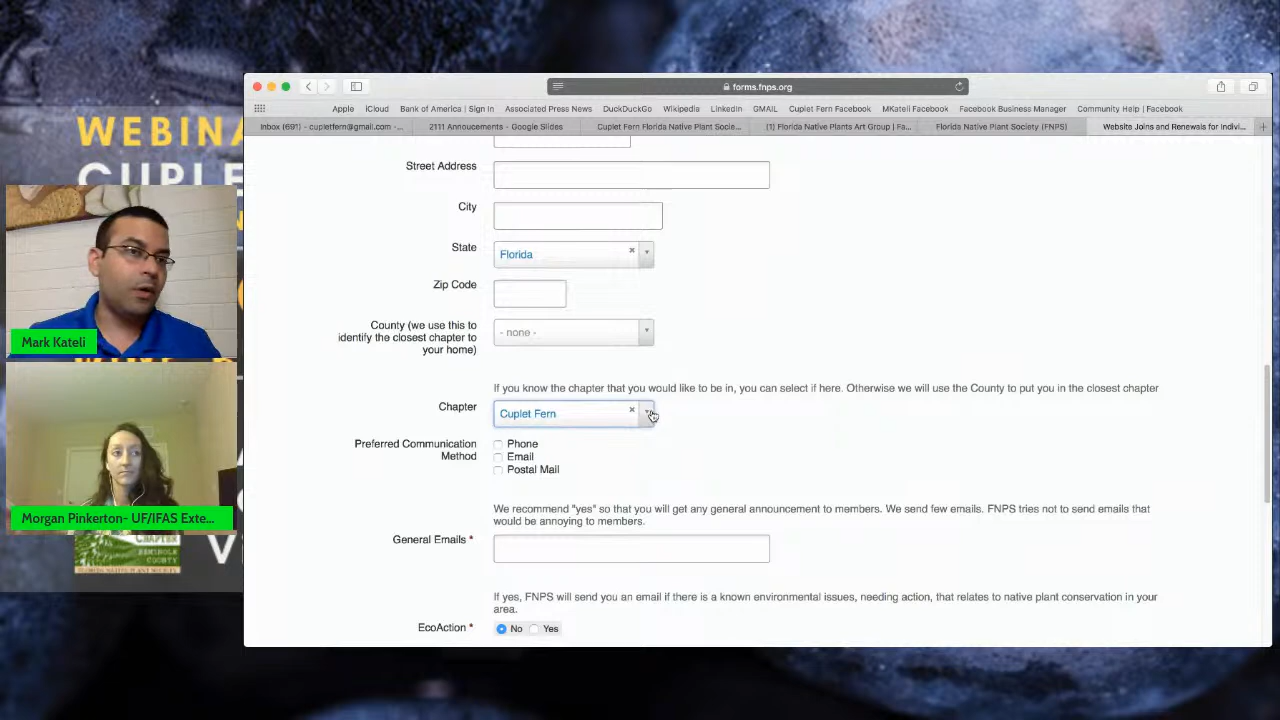 forms.fnps.org
Apple iCloud Bank of America | Sign In Associated Press News DuckDuckGo Wikipedia LinkedIn GMAIL Cuplet Fern Facebook MKateli Facebook Facebook Business Manager Community Help | Facebook
Inbox (691) - cupletfern@gmail.com -... 2111 Annoucements - Google Slides Cuplet Fern Florida Native Plant Socie... (1) Florida Native Plants Art Group | Fa... Florida Native Plant Society (FNPS) Website Joins and Renewals for Indivi...
WEBINA
CUPLE
Street Address
City
State Florida
Zip Code
County (we use this to
identify the closest chapter to
your home)
- none -
If you know the chapter that you would like to be in, you can select if here. Otherwise we will use the County to put you in the closest chapter
Chapter Cuplet Fern
Preferred Communication
Method
Phone
Email
Postal Mail
We recommend "yes" so that you will get any general announcement to members. We send few emails. FNPS tries not to send emails that
would be annoying to members.
General Emails *
If yes, FNPS will send you an email if there is a known environmental issues, needing action, that relates to native plant conservation in your
area.
EcoAction * No Yes
Mark Kateli
Morgan Pinkerton- UF/IFAS Exte...
CHAPTER
SEMINOLE
COUNTY
FLORIDA NATIVE PLANT SOCIETY
V